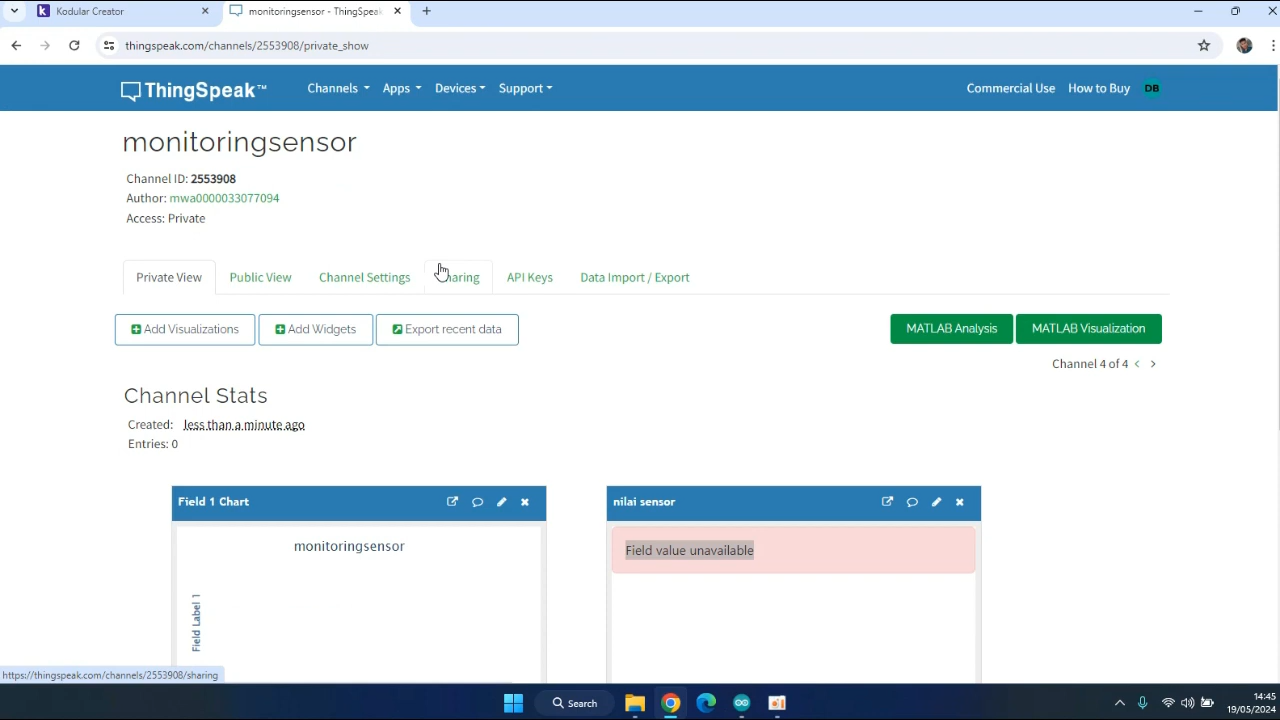 Kodular Creator
monitoringsensor - ThingSpeak
thingspeak.com/channels/2553908/private_show
ThingSpeak™
Channels
Apps
Devices
Support
Commercial Use
How to Buy
DB
monitoringsensor
Channel ID: 2553908
Author: mwa0000033077094
Access: Private
Private View
Public View
Channel Settings
Sharing
API Keys
Data Import / Export
Add Visualizations
Add Widgets
Export recent data
MATLAB Analysis
MATLAB Visualization
Channel 4 of 4
Channel Stats
Created: less than a minute ago
Entries: 0
Field 1 Chart
nilai sensor
monitoringsensor
Field value unavailable
Field Label 1
https://thingspeak.com/channels/2553908/sharing
Search
14:45
19/05/2024